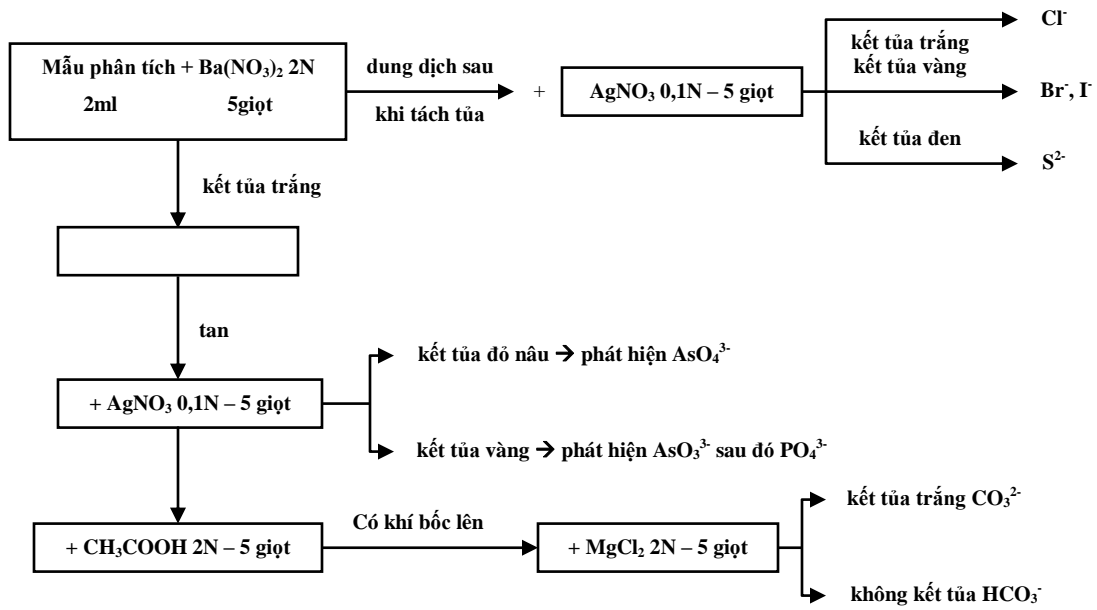 Mẫu phân tích + Ba(NO₃)₂ 2N
2ml 5giọt
dung dịch sau
khi tách tủa
+
AgNO₃ 0,1N – 5 giọt
Cl⁻
kết tủa trắng
kết tủa vàng
Br⁻, I⁻
kết tủa đen
S²⁻
kết tủa trắng
tan
+ AgNO₃ 0,1N – 5 giọt
kết tủa đỏ nâu → phát hiện AsO₄³⁻
kết tủa vàng → phát hiện AsO₃³⁻ sau đó PO₄³⁻
+ CH₃COOH 2N – 5 giọt
Có khí bốc lên
+ MgCl₂ 2N – 5 giọt
kết tủa trắng CO₃²⁻
không kết tủa HCO₃⁻